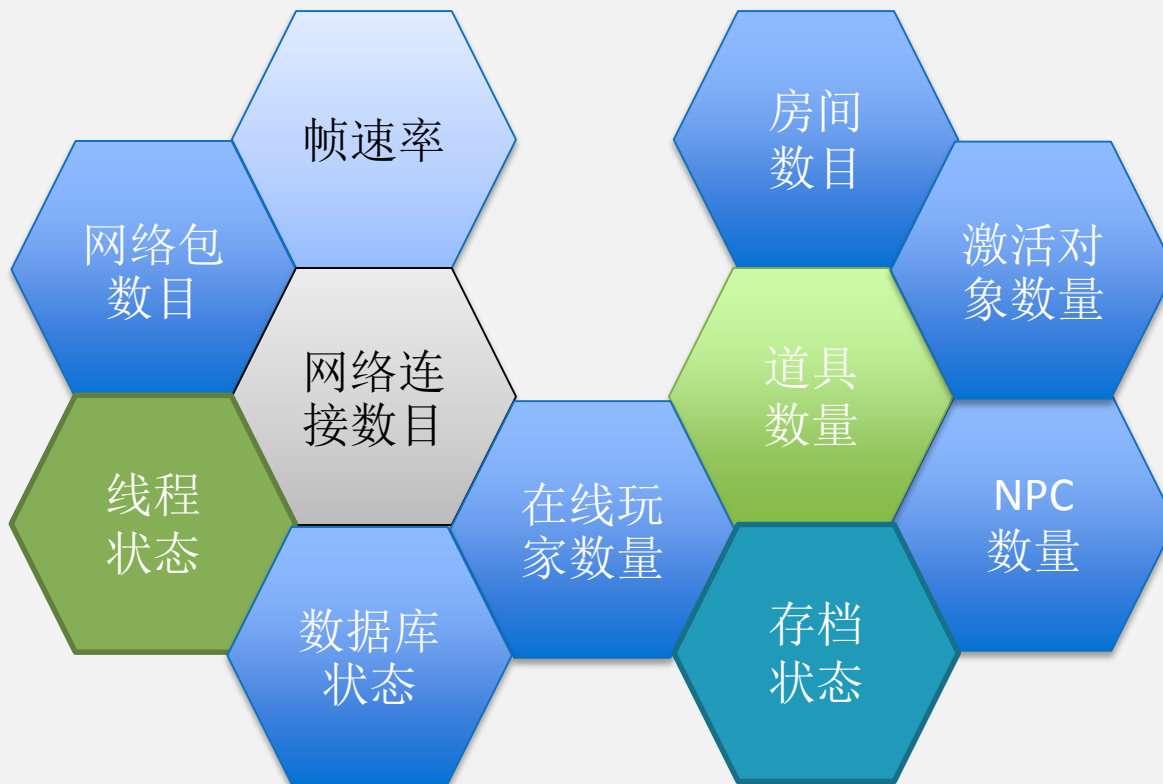 帧速率
房间
数目
网络包
数目
激活对
象数量
网络连
接数目
道具
数量
线程
状态
在线玩
家数量
NPC
数量
数据库
状态
存档
状态